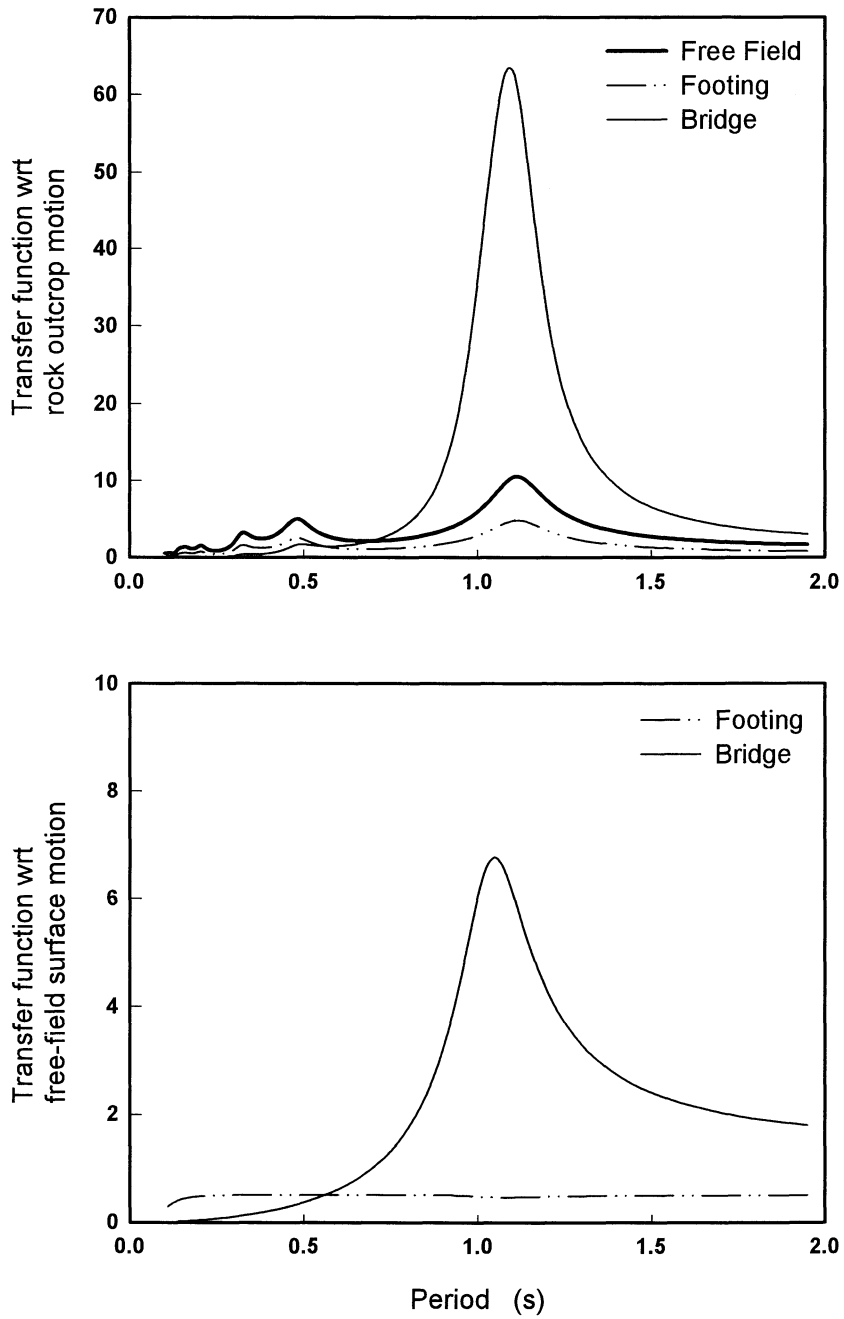 70
60
50
40
30
20
10
0
Transfer function wrt
rock outcrop motion
Free Field
Footing
Bridge
0.0 0.5 1.0 1.5 2.0
10
8
6
4
2
0
Transfer function wrt
free-field surface motion
Footing
Bridge
0.0 0.5 1.0 1.5 2.0
Period (s)